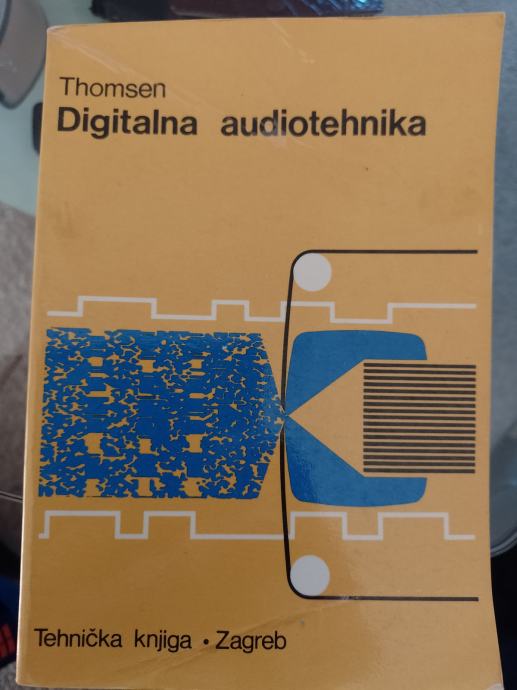 Thomsen
Digitalna audiotehnika
Tehnička knjiga • Zagreb